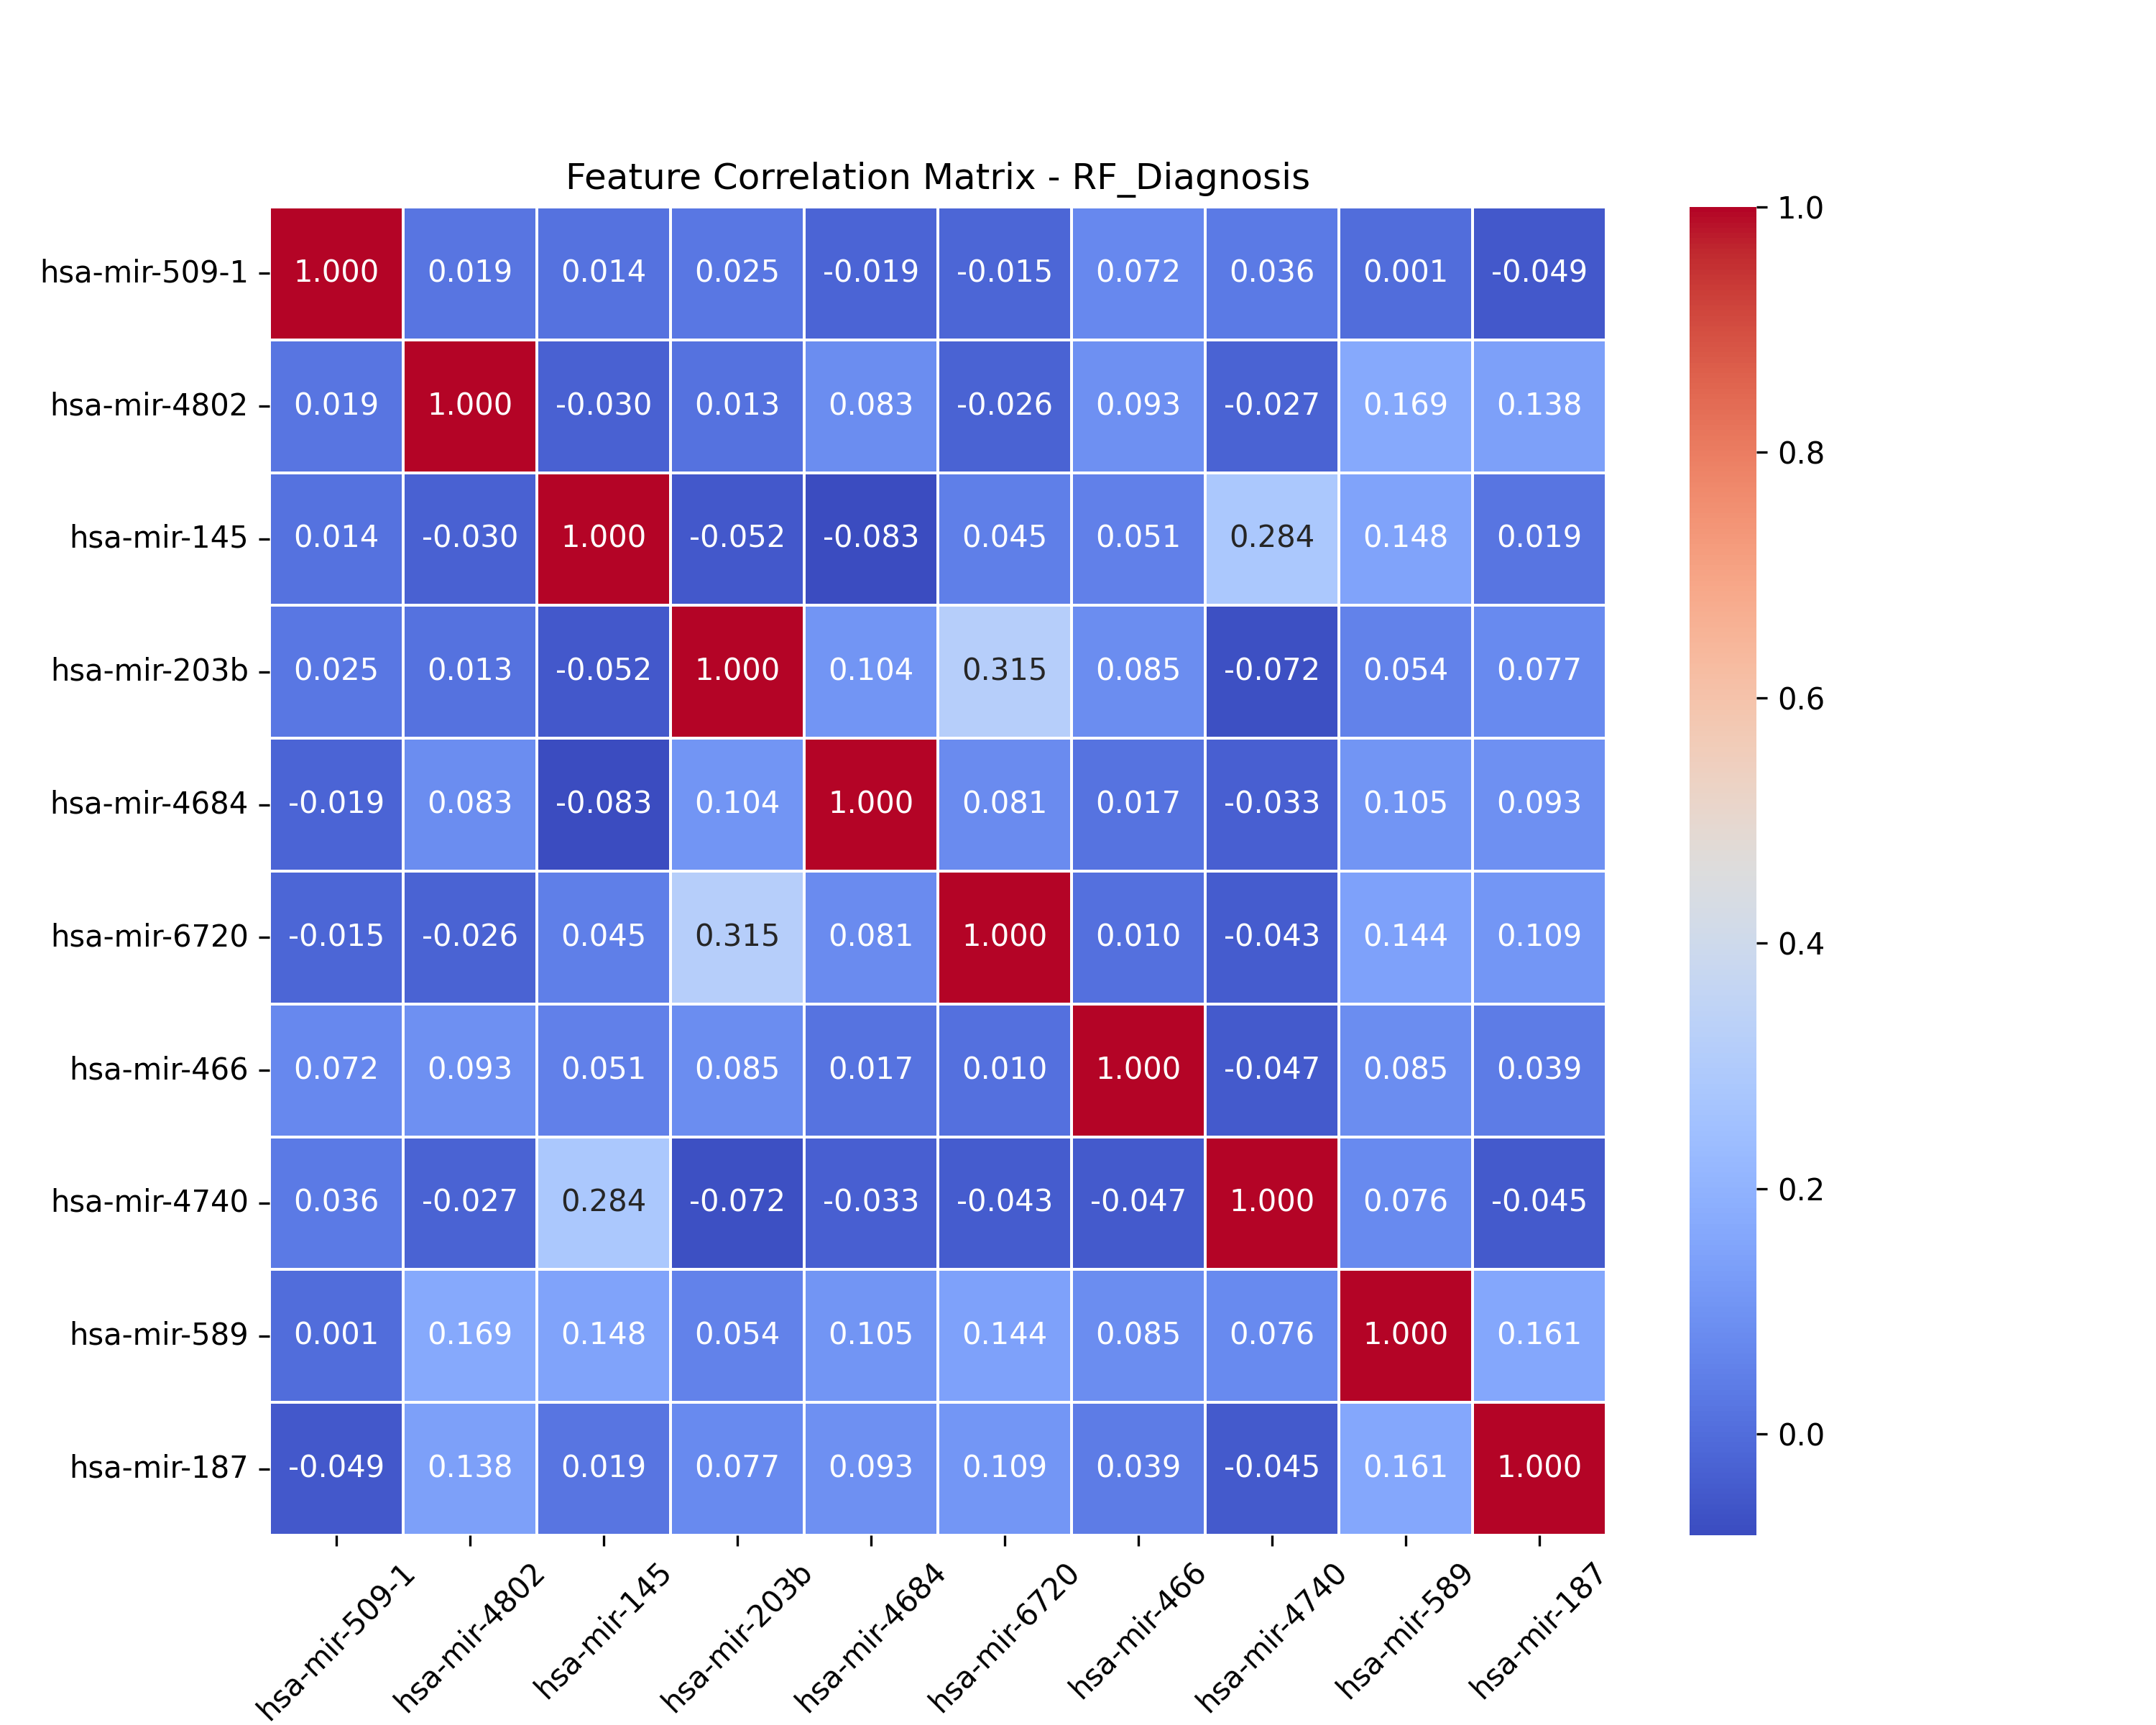 Feature Correlation Matrix - RF_Diagnosis
hsa-mir-509-1 1.000 0.019 0.014 0.025 -0.019 -0.015 0.072 0.036 0.001 -0.049
hsa-mir-4802 0.019 1.000 -0.030 0.013 0.083 -0.026 0.093 -0.027 0.169 0.138
hsa-mir-145 0.014 -0.030 1.000 -0.052 -0.083 0.045 0.051 0.284 0.148 0.019
hsa-mir-203b 0.025 0.013 -0.052 1.000 0.104 0.315 0.085 -0.072 0.054 0.077
hsa-mir-4684 -0.019 0.083 -0.083 0.104 1.000 0.081 0.017 -0.033 0.105 0.093
hsa-mir-6720 -0.015 -0.026 0.045 0.315 0.081 1.000 0.010 -0.043 0.144 0.109
hsa-mir-466 0.072 0.093 0.051 0.085 0.017 0.010 1.000 -0.047 0.085 0.039
hsa-mir-4740 0.036 -0.027 0.284 -0.072 -0.033 -0.043 -0.047 1.000 0.076 -0.045
hsa-mir-589 0.001 0.169 0.148 0.054 0.105 0.144 0.085 0.076 1.000 0.161
hsa-mir-187 -0.049 0.138 0.019 0.077 0.093 0.109 0.039 -0.045 0.161 1.000
hsa-mir-509-1 hsa-mir-4802 hsa-mir-145 hsa-mir-203b hsa-mir-4684 hsa-mir-6720 hsa-mir-466 hsa-mir-4740 hsa-mir-589 hsa-mir-187
1.0
0.8
0.6
0.4
0.2
0.0